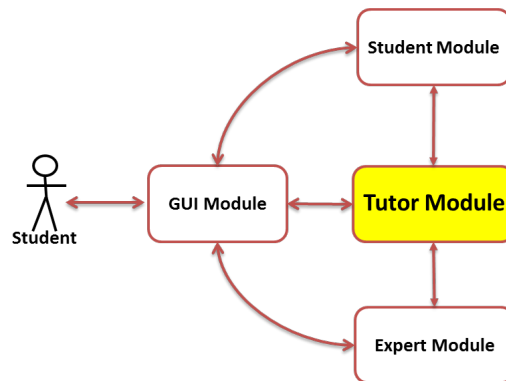 Student Module
GUI Module
Tutor Module
Student
Expert Module